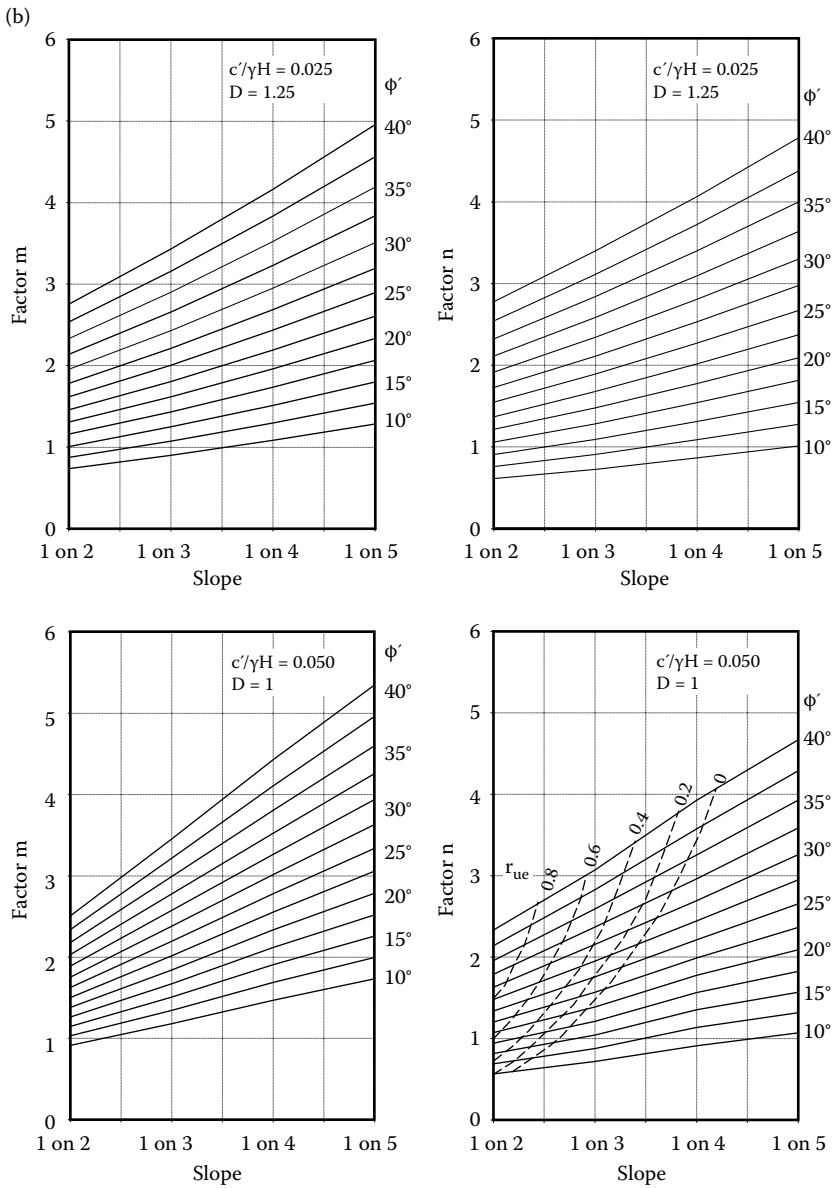 (b)
6
5
4
3
2
1
0
Factor m
c′/γH = 0.025
D = 1.25
ϕ′
40°
35°
30°
25°
20°
15°
10°
1 on 2
1 on 3
1 on 4
1 on 5
Slope
6
5
4
3
2
1
0
Factor n
c′/γH = 0.025
D = 1.25
ϕ′
40°
35°
30°
25°
20°
15°
10°
1 on 2
1 on 3
1 on 4
1 on 5
Slope
6
5
4
3
2
1
0
Factor m
c′/γH = 0.050
D = 1
ϕ′
40°
35°
30°
25°
20°
15°
10°
1 on 2
1 on 3
1 on 4
1 on 5
Slope
6
5
4
3
2
1
0
Factor n
c′/γH = 0.050
D = 1
ϕ′
rue
0.8
0.6
0.4
0.2
0
40°
35°
30°
25°
20°
15°
10°
1 on 2
1 on 3
1 on 4
1 on 5
Slope